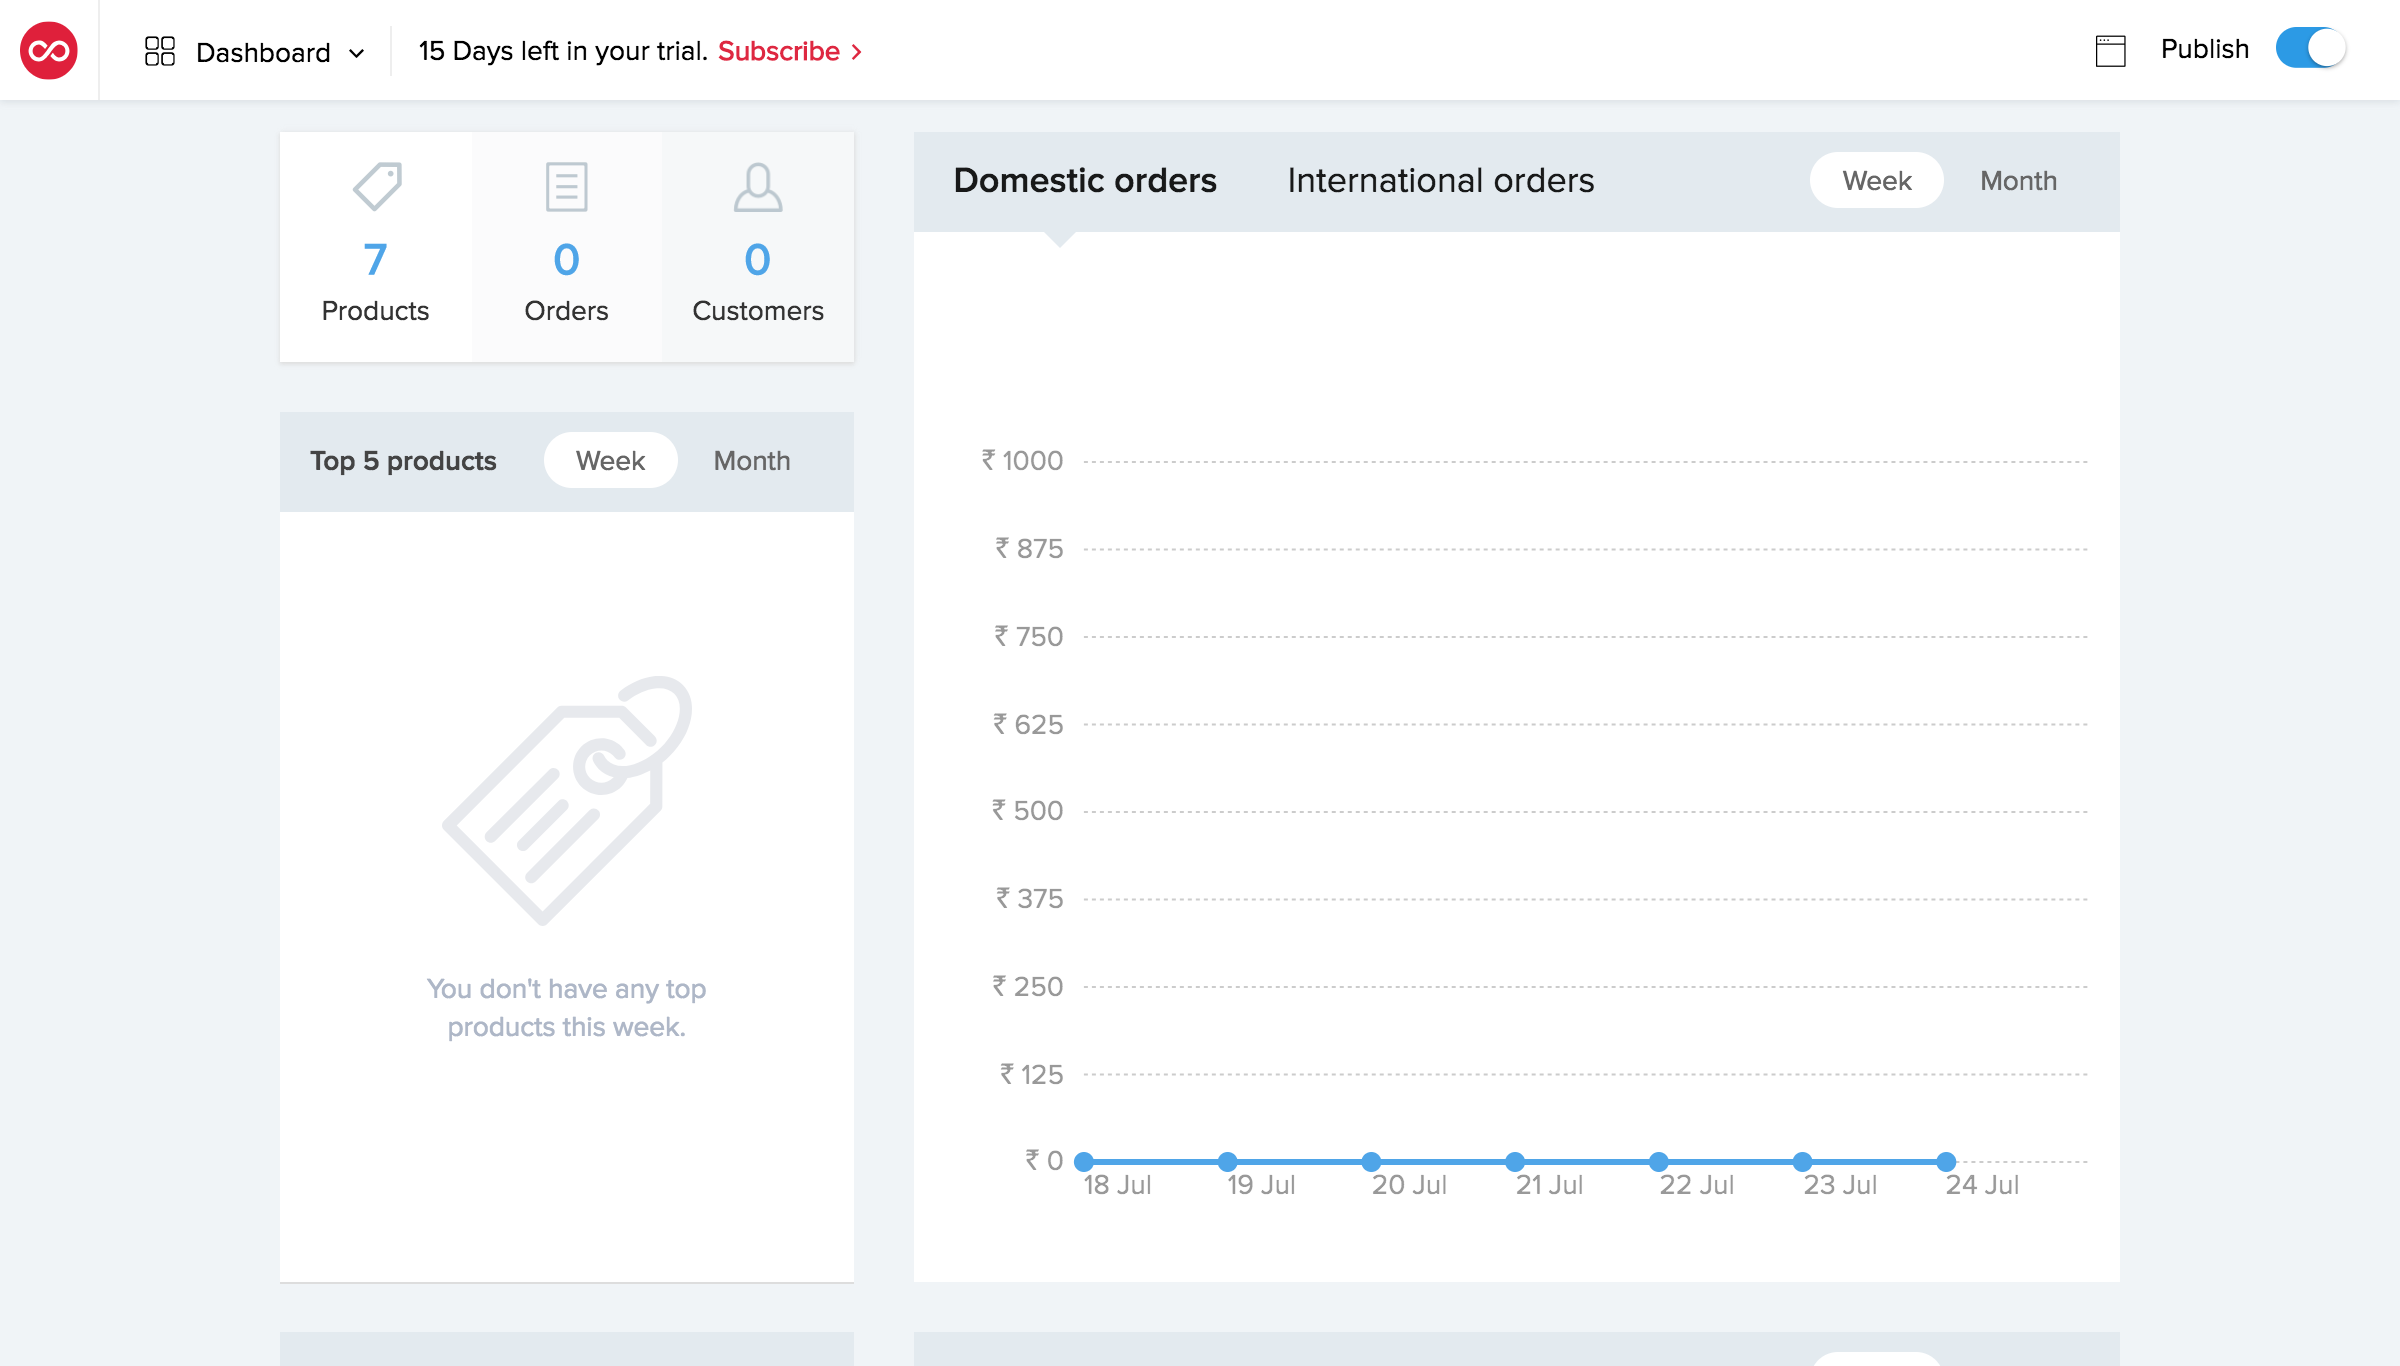 Dashboard
15 Days left in your trial. Subscribe >
Publish
7
Products
0
Orders
0
Customers
Top 5 products
Week
Month
You don't have any top
products this week.
Domestic orders
International orders
Week
Month
₹ 1000
₹ 875
₹ 750
₹ 625
₹ 500
₹ 375
₹ 250
₹ 125
₹ 0
18 Jul
19 Jul
20 Jul
21 Jul
22 Jul
23 Jul
24 Jul